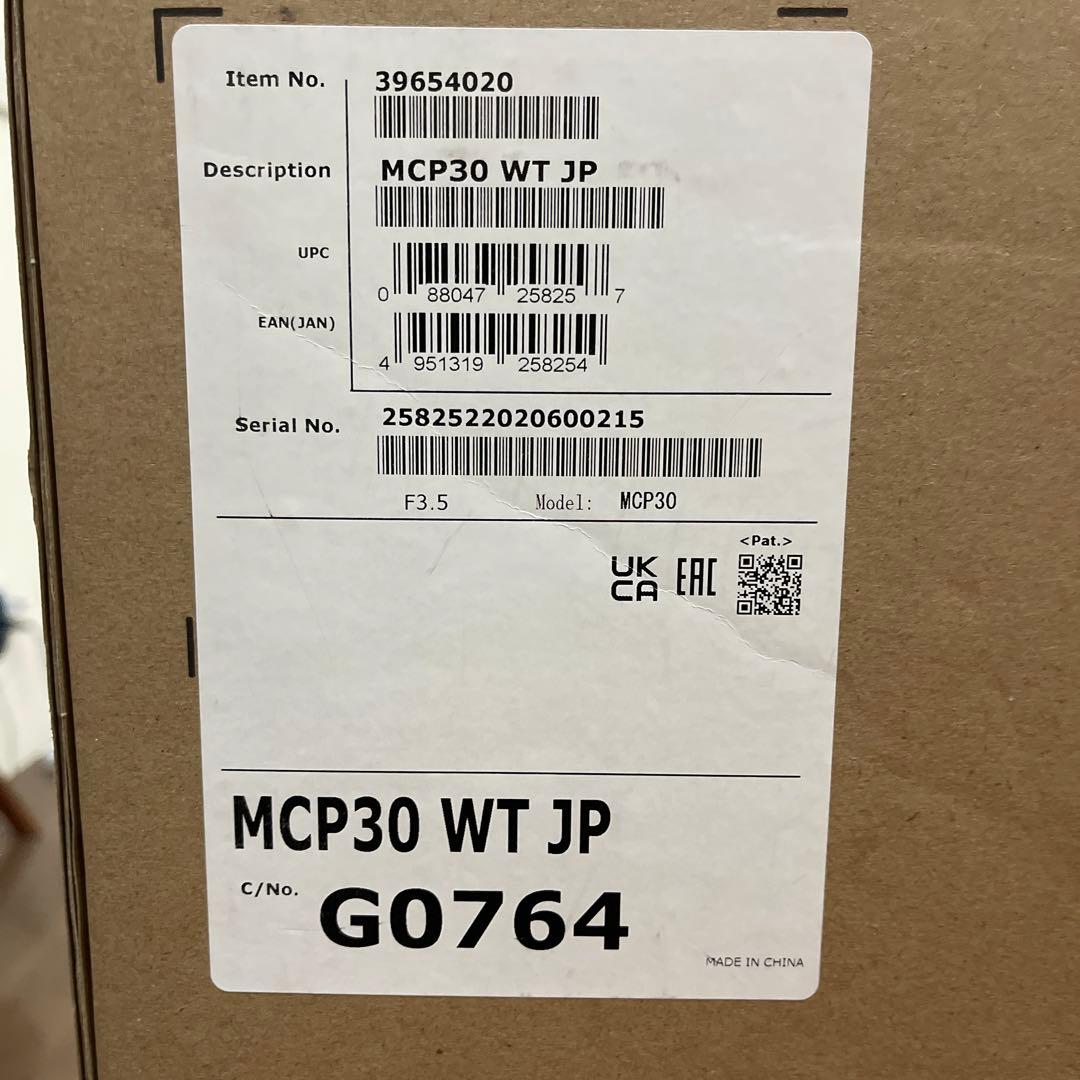 Item No. 39654020
Description MCP30 WT JP
UPC 0 88047 25825 7
EAN(JAN) 4 951319 258254
Serial No. 2582522020600215
F3.5 Model: MCP30
<Pat.>
UK
CA EAC
MCP30 WT JP
C/No. G0764
MADE IN CHINA